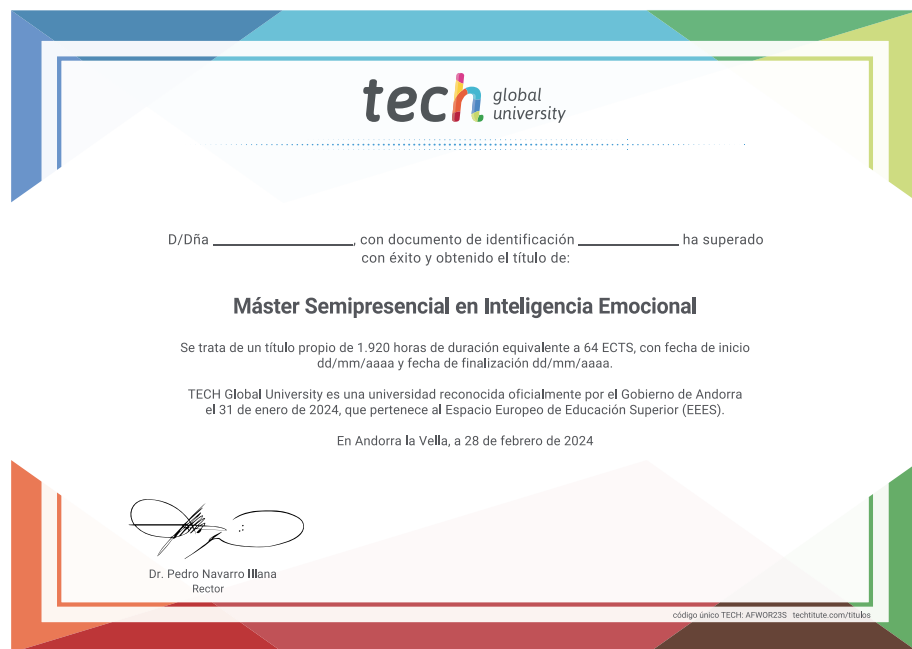 tech global university
D/Dña ____________________, con documento de identificación ______________ ha superado
con éxito y obtenido el título de:
Máster Semipresencial en Inteligencia Emocional
Se trata de un título propio de 1.920 horas de duración equivalente a 64 ECTS, con fecha de inicio
dd/mm/aaaa y fecha de finalización dd/mm/aaaa.
TECH Global University es una universidad reconocida oficialmente por el Gobierno de Andorra
el 31 de enero de 2024, que pertenece al Espacio Europeo de Educación Superior (EEES).
En Andorra la Vella, a 28 de febrero de 2024
Dr. Pedro Navarro Illana
Rector
código único TECH: AFWOR23S techtitute.com/titulos